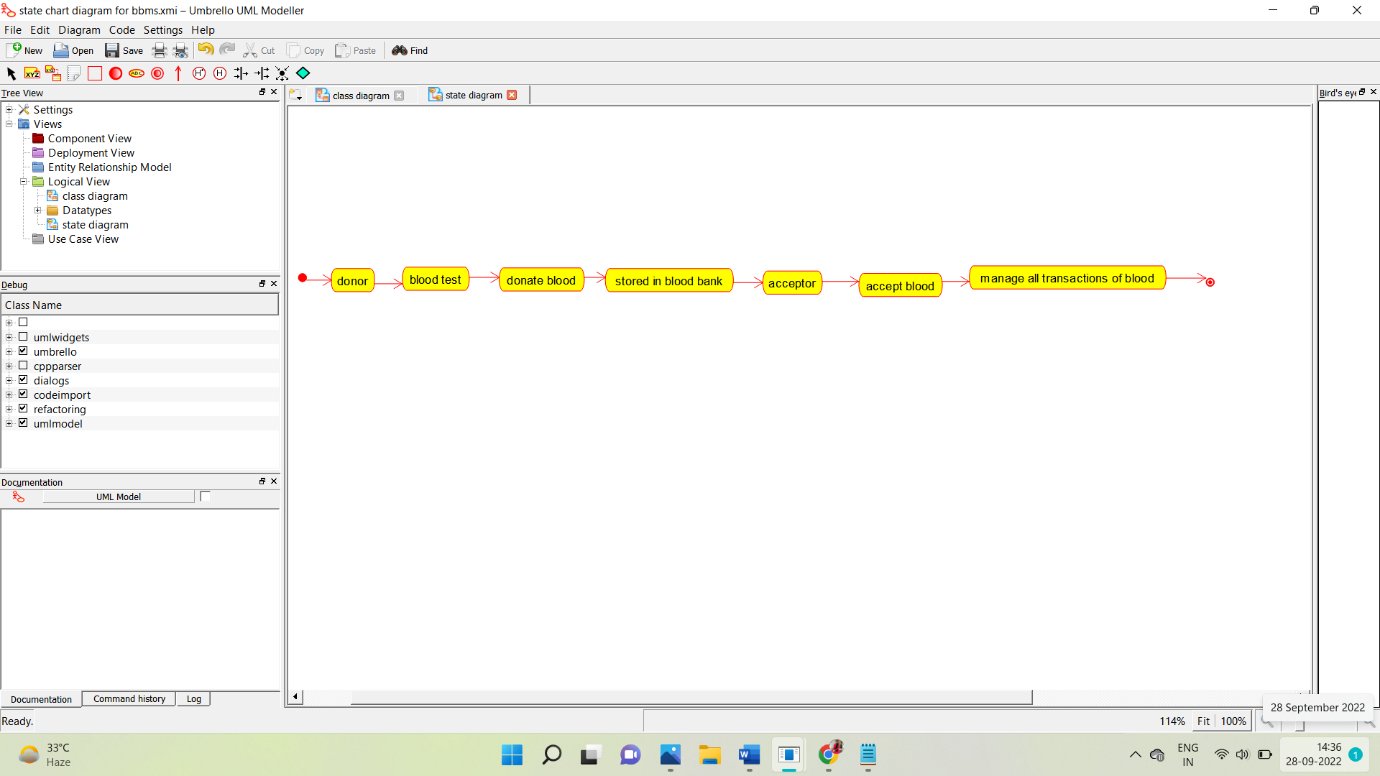 state chart diagram for bbms.xmi – Umbrello UML Modeller
File Edit Diagram Code Settings Help
New Open Save Cut Copy Paste Find
XYZ ABC H* H
Tree View
Settings
Views
Component View
Deployment View
Entity Relationship Model
Logical View
class diagram
Datatypes
state diagram
Use Case View
Debug
Class Name
umlwidgets
umbrello
cppparser
dialogs
codeimport
refactoring
umlmodel
Documentation
UML Model
Documentation Command history Log
class diagram state diagram
donor blood test donate blood stored in blood bank acceptor accept blood manage all transactions of blood
Bird's eye
Ready.
114% Fit 100%
28 September 2022
33°C
Haze
ENG
IN
14:36
28-09-2022
1